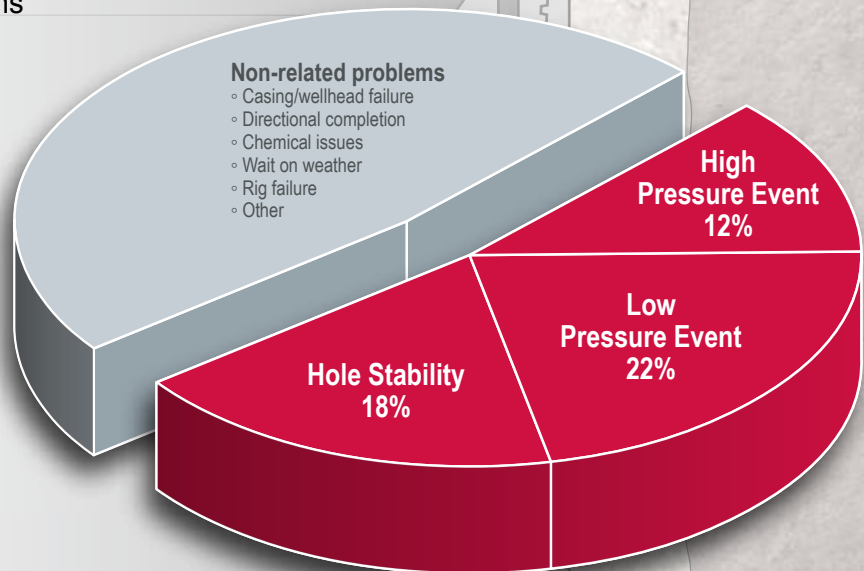 Non-related problems
◦ Casing/wellhead failure
◦ Directional completion
◦ Chemical issues
◦ Wait on weather
◦ Rig failure
◦ Other
High
Pressure Event
12%
Low
Pressure Event
22%
Hole Stability
18%